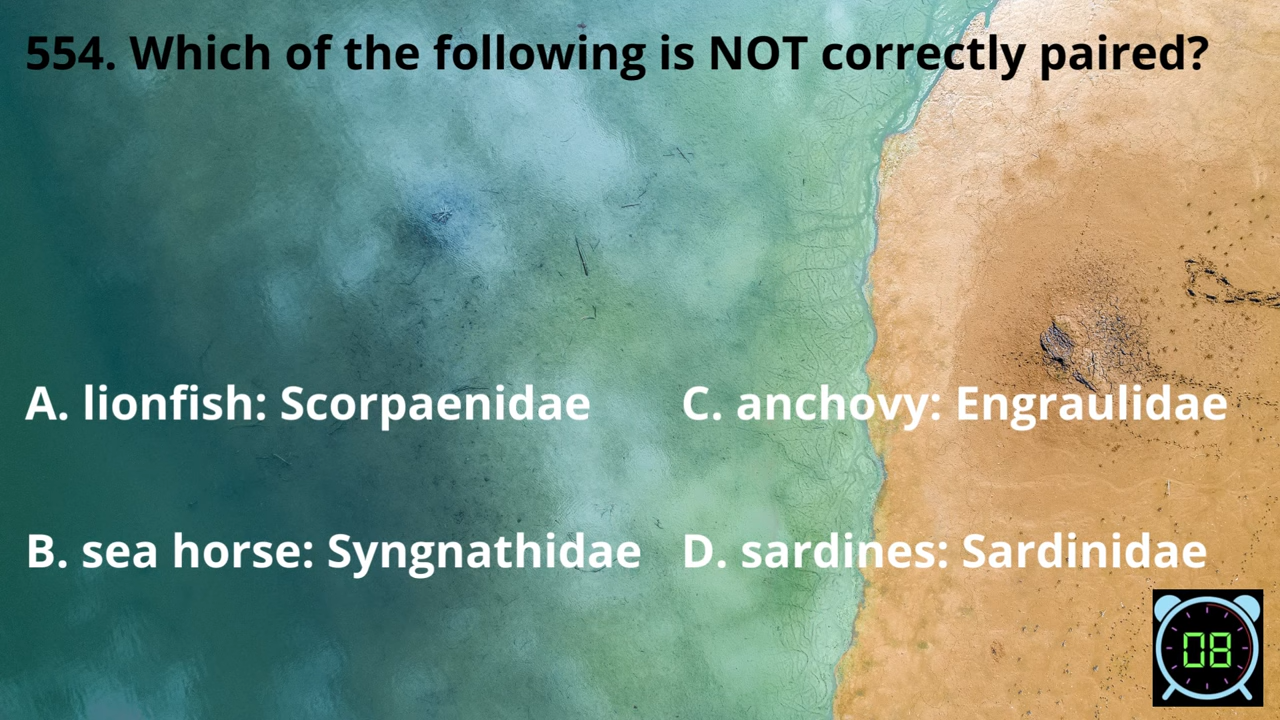 554. Which of the following is NOT correctly paired?
A. lionfish: Scorpaenidae
C. anchovy: Engraulidae
B. sea horse: Syngnathidae
D. sardines: Sardinidae
08